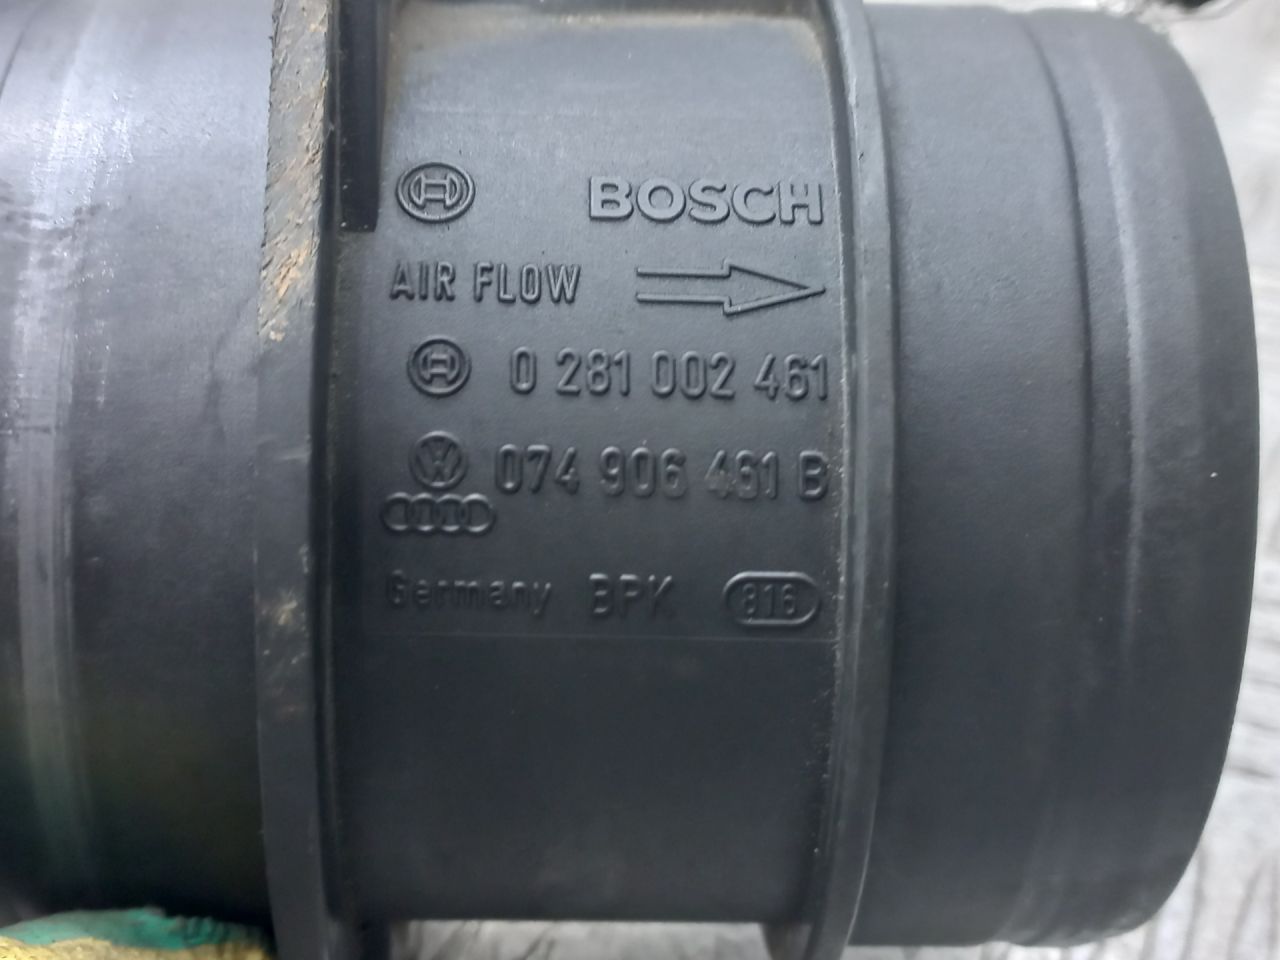 BOSCH
AIR FLOW
0 281 002 461
074 906 461 B
Germany BPK 816